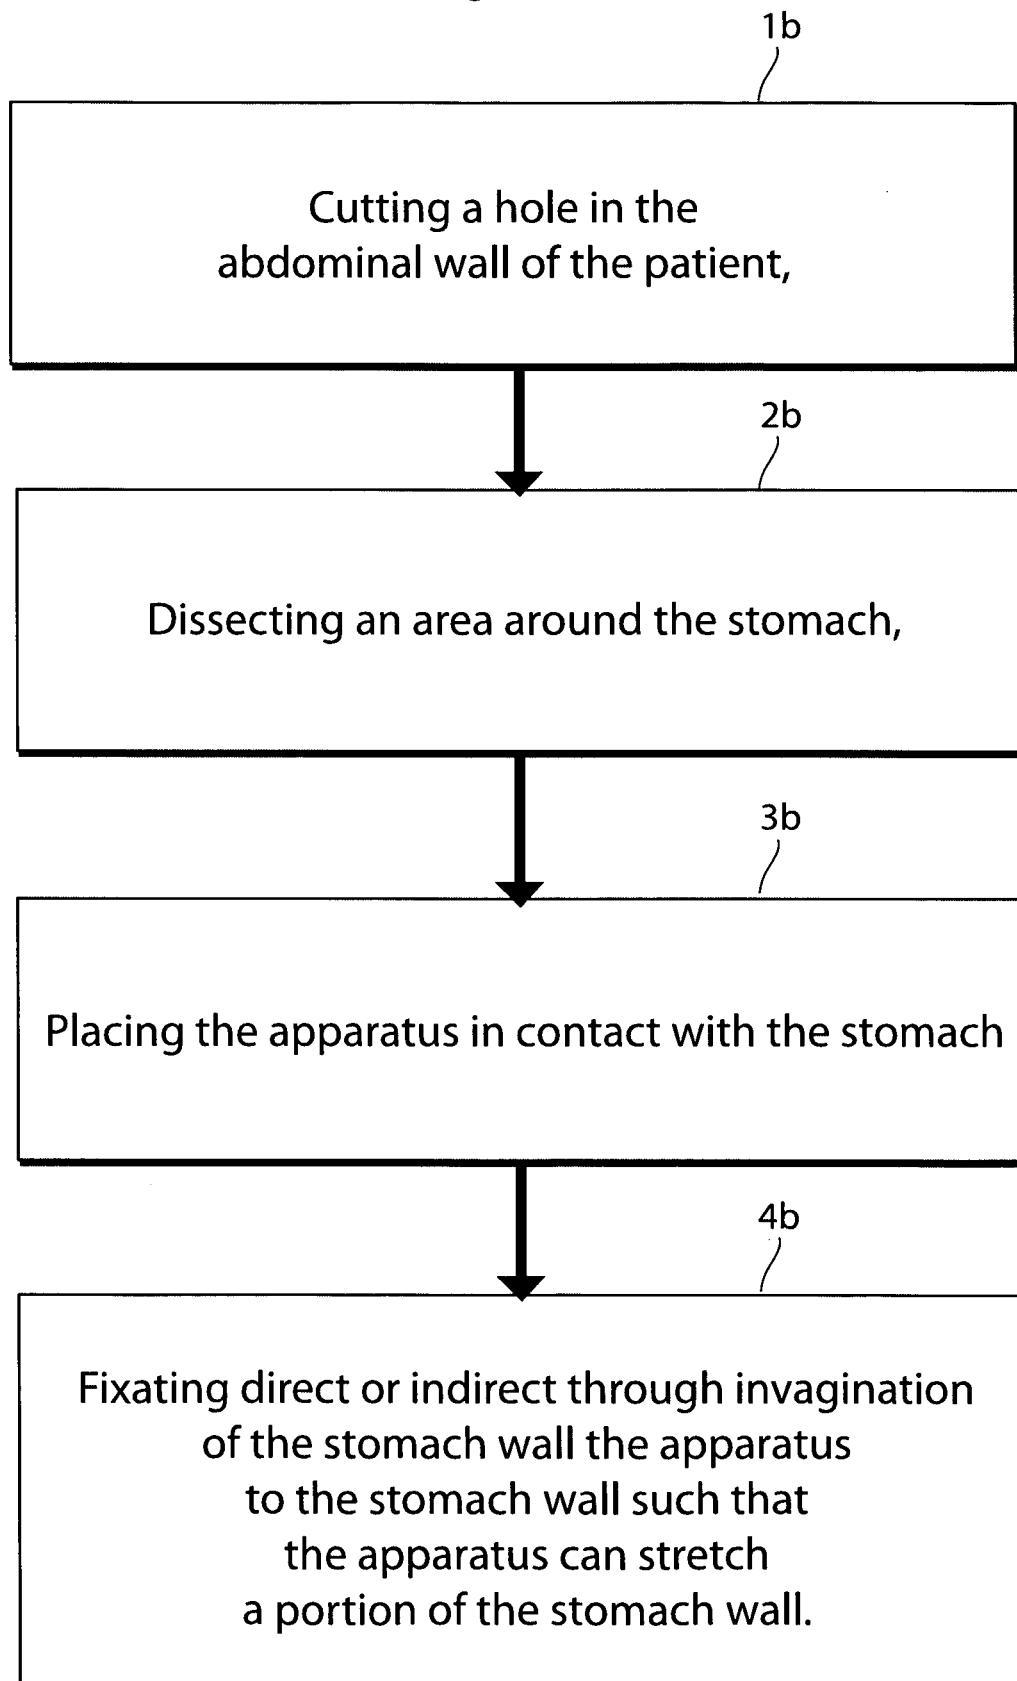 1b
Cutting a hole in the
abdominal wall of the patient,
2b
Dissecting an area around the stomach,
3b
Placing the apparatus in contact with the stomach
4b
Fixating direct or indirect through invagination
of the stomach wall the apparatus
to the stomach wall such that
the apparatus can stretch
a portion of the stomach wall.